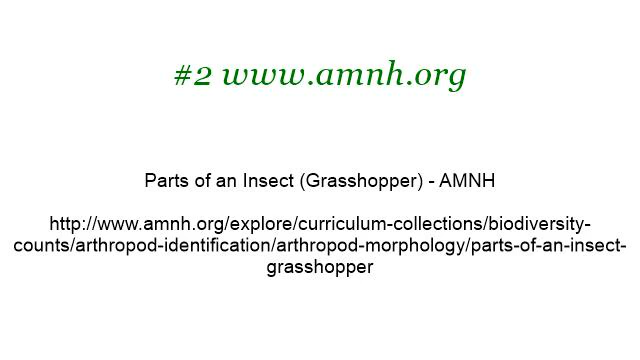 #2 www.amnh.org
Parts of an Insect (Grasshopper) - AMNH
http://www.amnh.org/explore/curriculum-collections/biodiversity-
counts/arthropod-identification/arthropod-morphology/parts-of-an-insect-
grasshopper